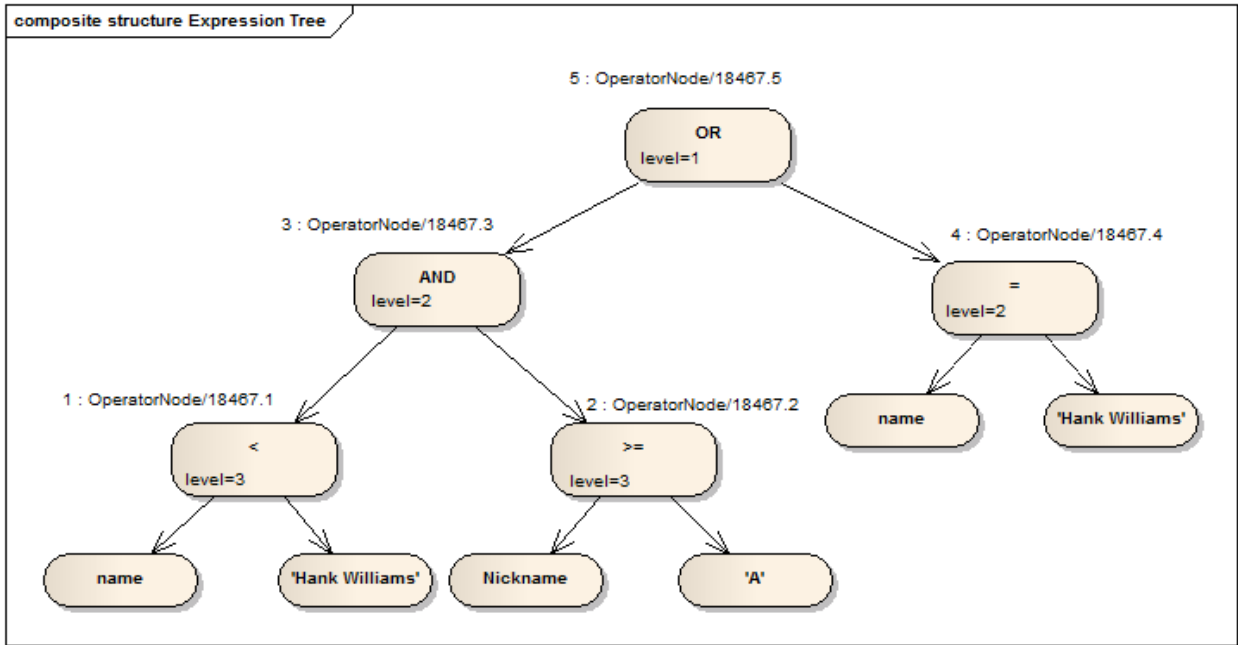 composite structure Expression Tree
5 : OperatorNode/18467.5
OR
level=1
3 : OperatorNode/18467.3
4 : OperatorNode/18467.4
AND
level=2
=
level=2
1 : OperatorNode/18467.1
2 : OperatorNode/18467.2
name
'Hank Williams'
<
level=3
>=
level=3
name
'Hank Williams'
Nickname
'A'